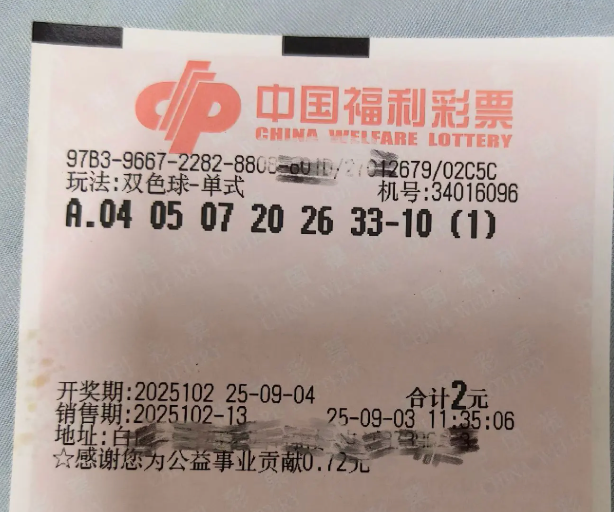 中国福利彩票
CHINA WELFARE LOTTERY
97B3-9667-2282-8808 2679/02C5C
玩法:双色球-单式 机号:34016096
A.04 05 07 20 26 33-10 (1)
开奖期:2025102 25-09-04 合计2元
销售期:2025102-13 25-09-03 11:35:06
地址:白
☆感谢您为公益事业贡献0.72元